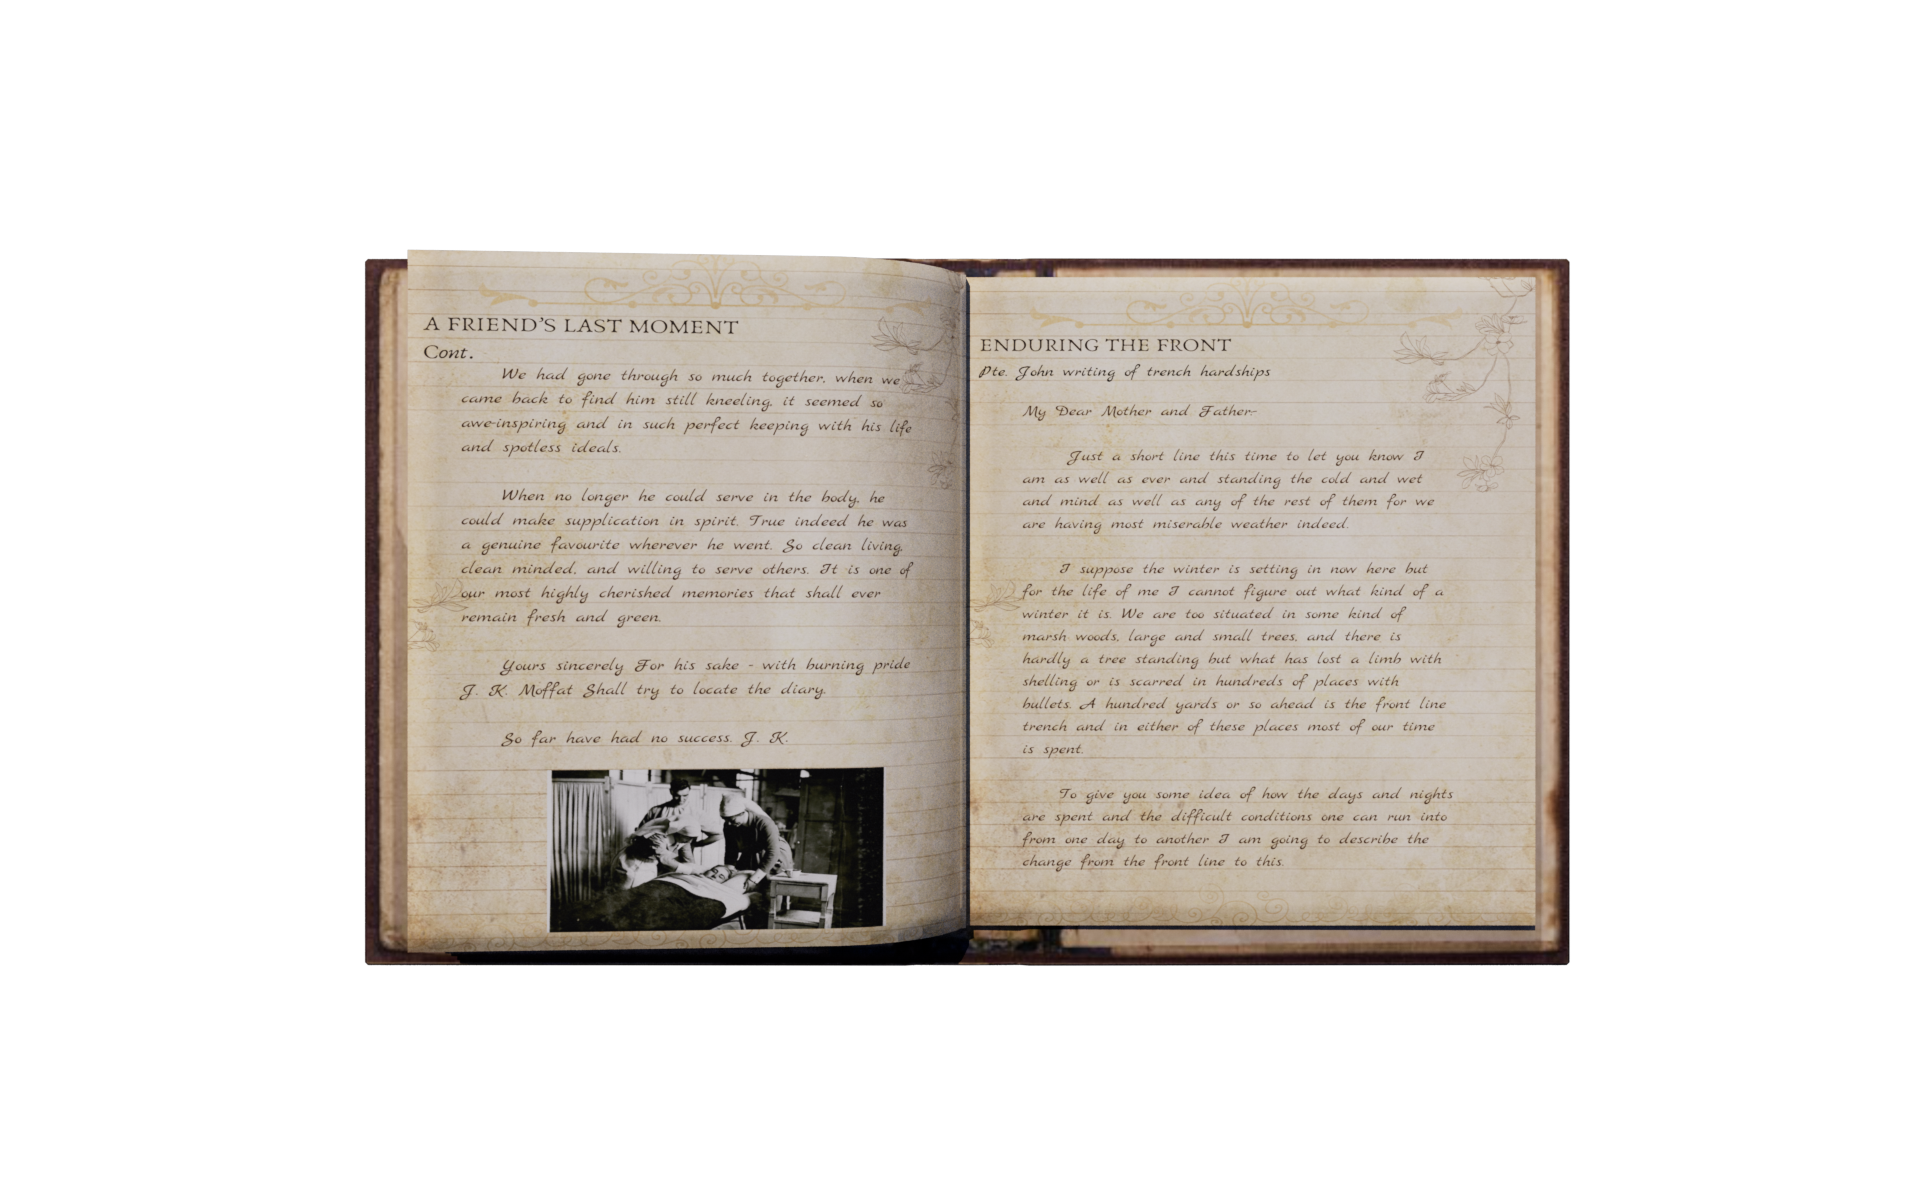 A FRIEND'S LAST MOMENT
Cont.
We had gone through so much together, when we
came back to find him still kneeling, it seemed so
awe-inspiring and in such perfect keeping with his life
and spotless ideals.
When no longer he could serve in the body, he
could make supplication in spirit. True indeed he was
a genuine favourite wherever he went. So clean living,
clean minded, and willing to serve others. It is one of
our most highly cherished memories that shall ever
remain fresh and green.
Yours sincerely For his sake - with burning pride
J. K. Moffat Shall try to locate the diary.
So far have had no success. J. K.
ENDURING THE FRONT
Pte. John writing of trench hardships
My Dear Mother and Father:-
Just a short line this time to let you know I
am as well as ever and standing the cold and wet
and mind as well as any of the rest of them for we
are having most miserable weather indeed.
I suppose the winter is setting in now here but
for the life of me I cannot figure out what kind of a
winter it is. We are too situated in some kind of
marsh woods, large and small trees, and there is
hardly a tree standing but what has lost a limb with
shelling or is scarred in hundreds of places with
bullets. A hundred yards or so ahead is the front line
trench and in either of these places most of our time
is spent.
To give you some idea of how the days and nights
are spent and the difficult conditions one can run into
from one day to another I am going to describe the
change from the front line to this.